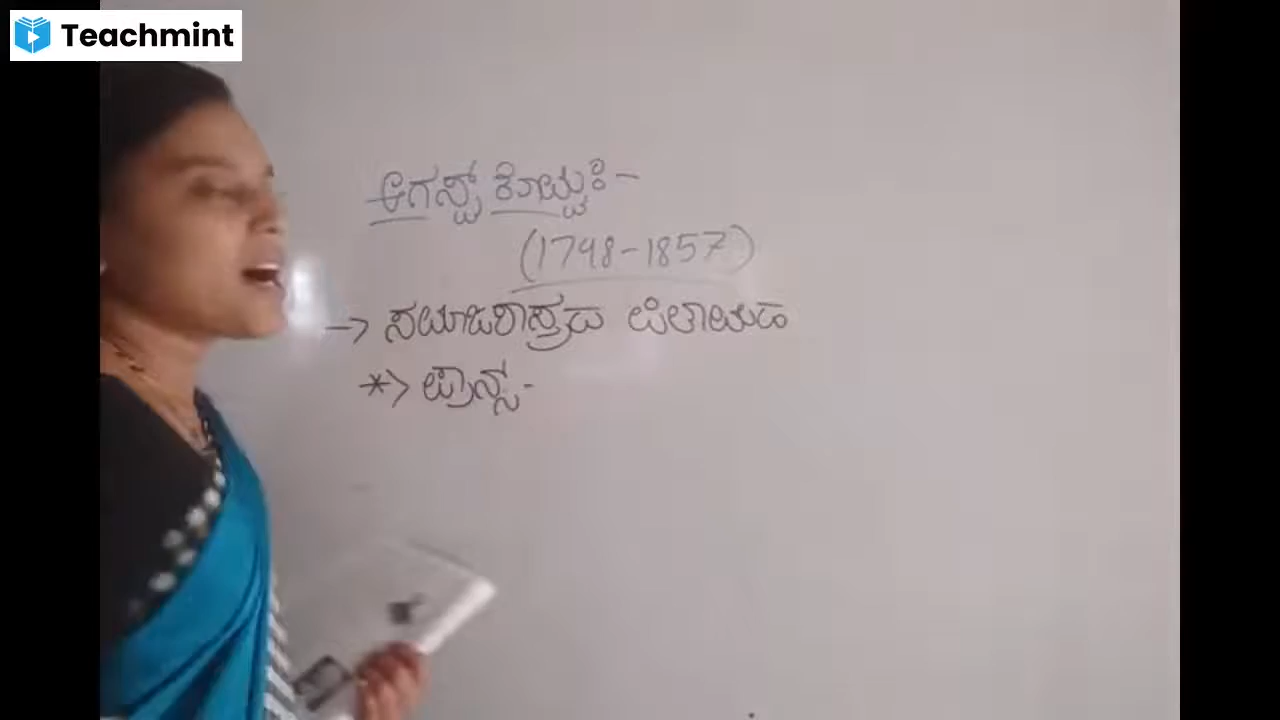 Teachmint
ಆಗಸ್ಟ್ ಕೋಮ್ಟ್ :-
(1798-1857)
-> ಸಮಾಜಶಾಸ್ತ್ರದ ಪಿತಾಮಹ
*> ಫ್ರಾನ್ಸ್-